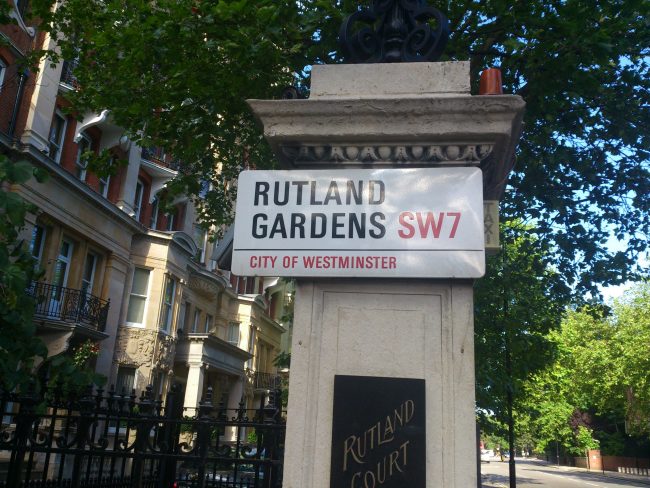 RUTLAND
GARDENS SW7
CITY OF WESTMINSTER
RUTLAND
COURT